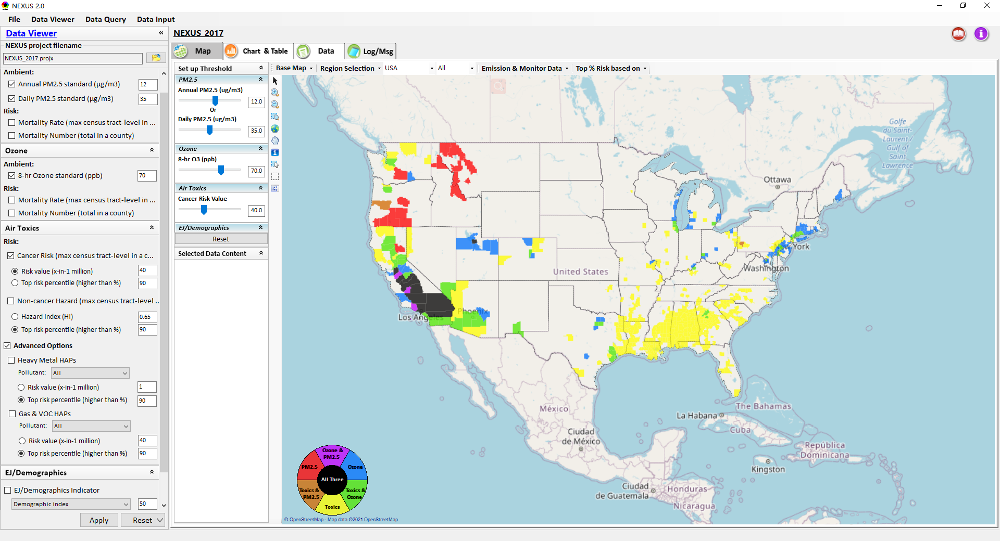 NEXUS 2.0
File Data Viewer Data Query Data Input
Data Viewer «
NEXUS project filename
NEXUS_2017.projx
Ambient:
Annual PM2.5 standard (µg/m3) 12
Daily PM2.5 standard (µg/m3) 35
Risk:
Mortality Rate (max census tract-level in ...
Mortality Number (total in a county)
Ozone
Ambient:
8-hr Ozone standard (ppb) 70
Risk:
Mortality Rate (max census tract-level in ...
Mortality Number (total in a county)
Air Toxics
Risk:
Cancer Risk (max census tract-level in a c...
Risk value (x-in-1 million) 40
Top risk percentile (higher than %) 90
Non-cancer Hazard (max census tract-level ..
Hazard Index (HI) 0.65
Top risk percentile (higher than %) 90
Advanced Options
Heavy Metal HAPs
Pollutant: All
Risk value (x-in-1 million) 1
Top risk percentile (higher than %) 90
Gas & VOC HAPs
Pollutant: All
Risk value (x-in-1 million) 40
Top risk percentile (higher than %) 90
EJ/Demographics
EJ/Demographics Indicator
Demographic index 50
Apply Reset
NEXUS_2017
Map Chart & Table Data Log/Msg
Set up Threshold
PM2.5
Annual PM2.5 (ug/m3)
12.0
Or
Daily PM2.5 (ug/m3)
35.0
Ozone
8-hr O3 (ppb)
70.0
Air Toxics
Cancer Risk Value
40.0
EJ/Demographics
Reset
Selected Data Content
Base Map Region Selection USA All Emission & Monitor Data Top % Risk based on
Golfe
du Saint-
Laurent /
Gulf of
Saint
Lawrence
Ottawa
New York
Washington
United States
Phoenix
Los Angeles
México
Ciudad
de México
The Bahamas
La Habana
Cuba
República
Dominicana
Kingston
Ciudad
de Guatemala
Honduras
Nicaragua
Ozone &
PM2.5
PM2.5
Ozone
All Three
Toxics &
PM2.5
Toxics &
Ozone
Toxics
© OpenStreetMap - Map data ©2021 OpenStreetMap